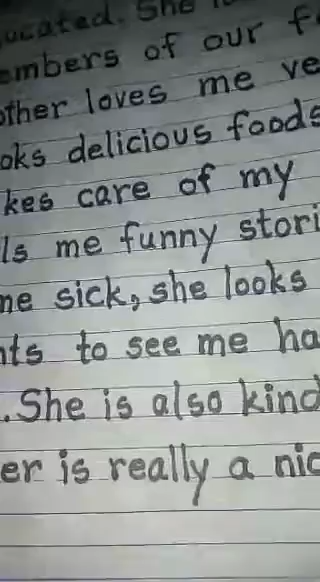 ucated. She
embers of our f
other loves me ve
oks delicious foods
kes care of my
ls me funny stori
me sick, she looks
nts to see me ha
. She is also kind
er is really a nic